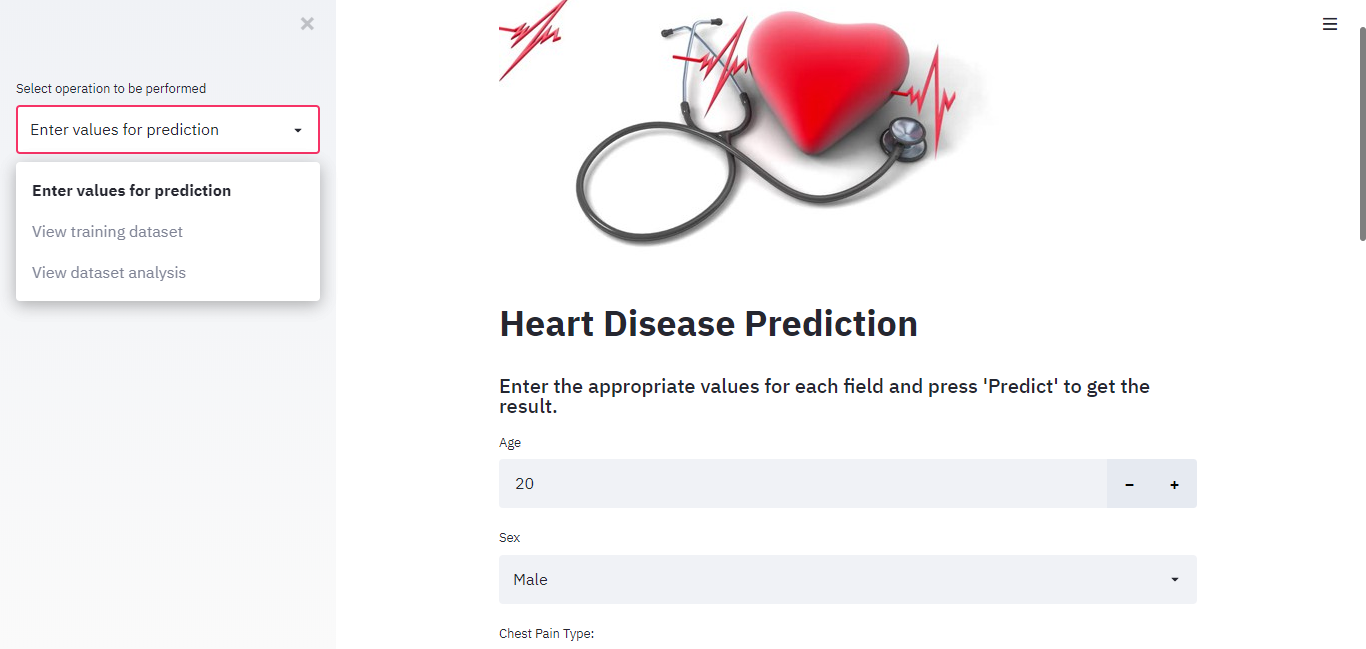 Select operation to be performed
Enter values for prediction
Enter values for prediction
View training dataset
View dataset analysis
Heart Disease Prediction
Enter the appropriate values for each field and press 'Predict' to get the
result.
Age
20
Sex
Male
Chest Pain Type: